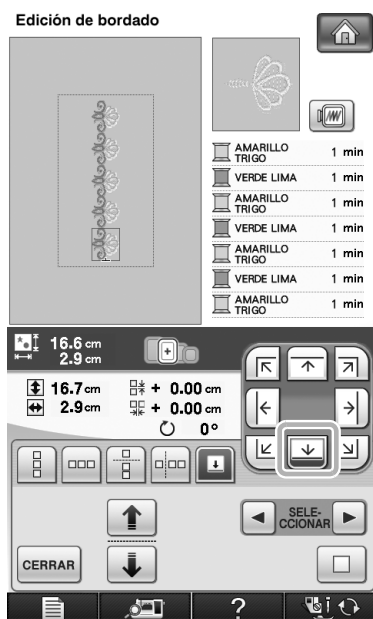 Edición de bordado
AMARILLO
TRIGO
1 min
VERDE LIMA 1 min
AMARILLO
TRIGO
1 min
VERDE LIMA 1 min
AMARILLO
TRIGO
1 min
VERDE LIMA 1 min
AMARILLO
TRIGO
1 min
16.6 cm
2.9 cm
16.7 cm + 0.00 cm
2.9 cm + 0.00 cm
0°
SELE-
CCIONAR
CERRAR
?